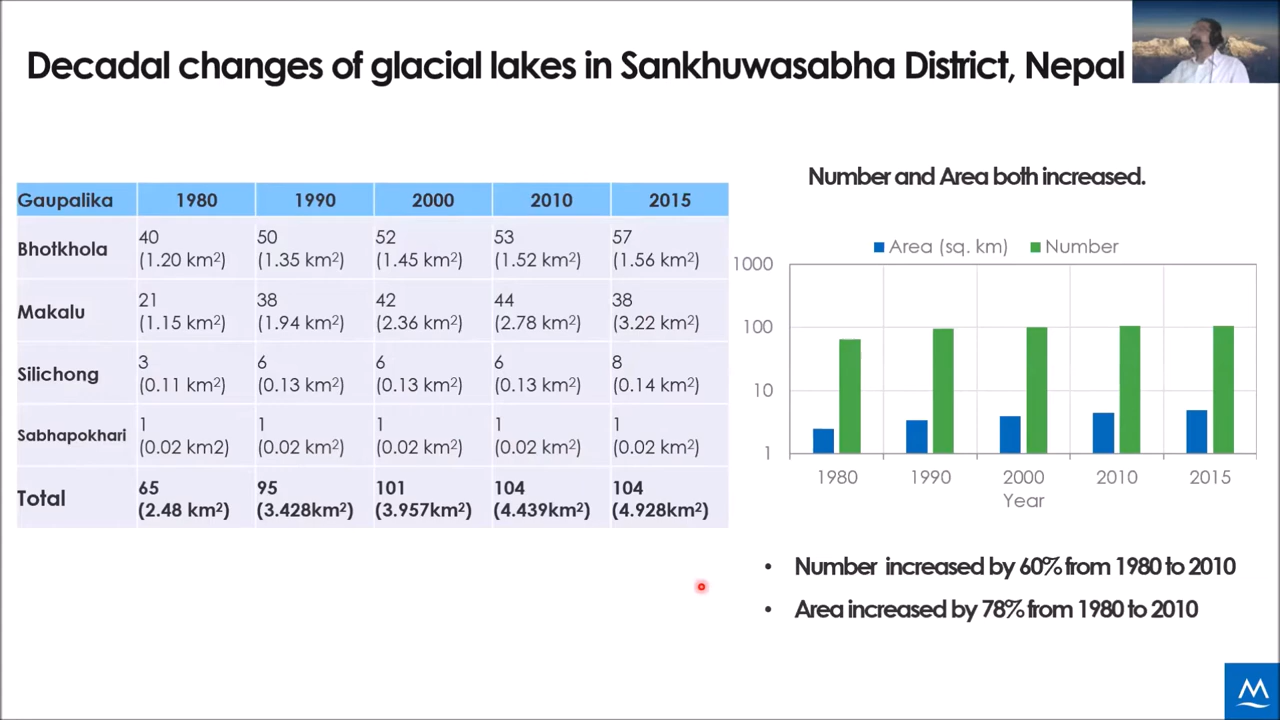 Decadal changes of glacial lakes in Sankhuwasabha District, Nepal
Gaupalika 1980 1990 2000 2010 2015
Bhotkhola 40 50 52 53 57
(1.20 km²) (1.35 km²) (1.45 km²) (1.52 km²) (1.56 km²)
Makalu 21 38 42 44 38
(1.15 km²) (1.94 km²) (2.36 km²) (2.78 km²) (3.22 km²)
Silichong 3 6 6 6 8
(0.11 km²) (0.13 km²) (0.13 km²) (0.13 km²) (0.14 km²)
Sabhapokhari 1 1 1 1 1
(0.02 km2) (0.02 km²) (0.02 km²) (0.02 km²) (0.02 km²)
Total 65 95 101 104 104
(2.48 km²) (3.428km²) (3.957km²) (4.439km²) (4.928km²)
Number and Area both increased.
Area (sq. km) Number
1000
100
10
1
1980 1990 2000 2010 2015
Year
• Number increased by 60% from 1980 to 2010
• Area increased by 78% from 1980 to 2010